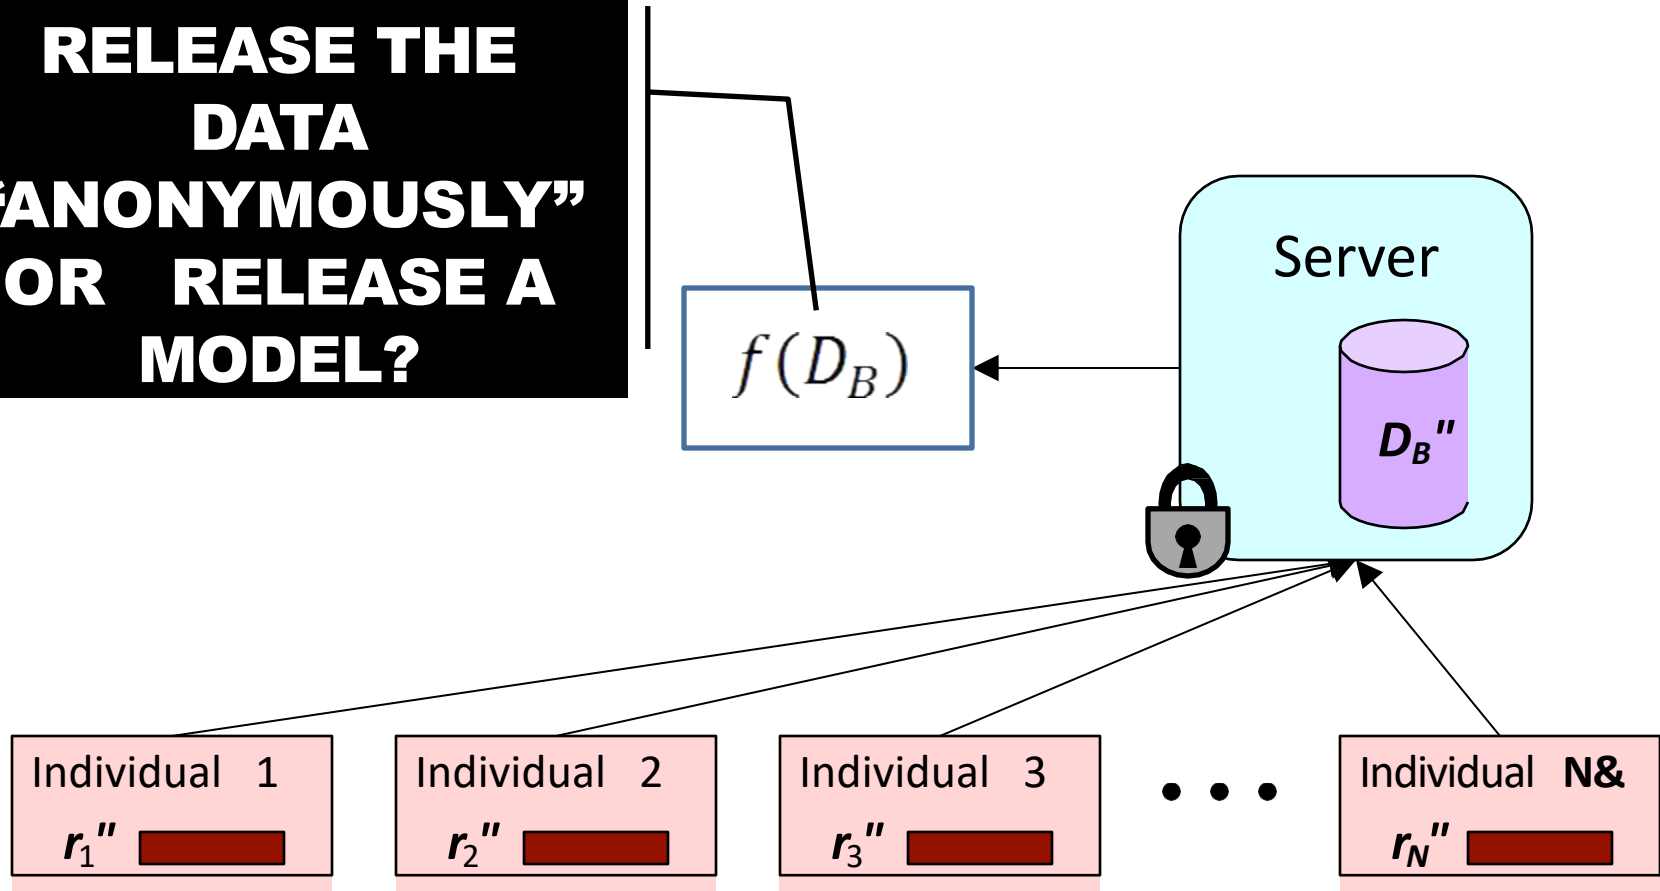 RELEASE THE
DATA
“ANONYMOUSLY”
OR RELEASE A
MODEL?
Server
f(D_B)
D_B"
Individual 1
r_1"
Individual 2
r_2"
Individual 3
r_3"
• • •
Individual N&
r_N"